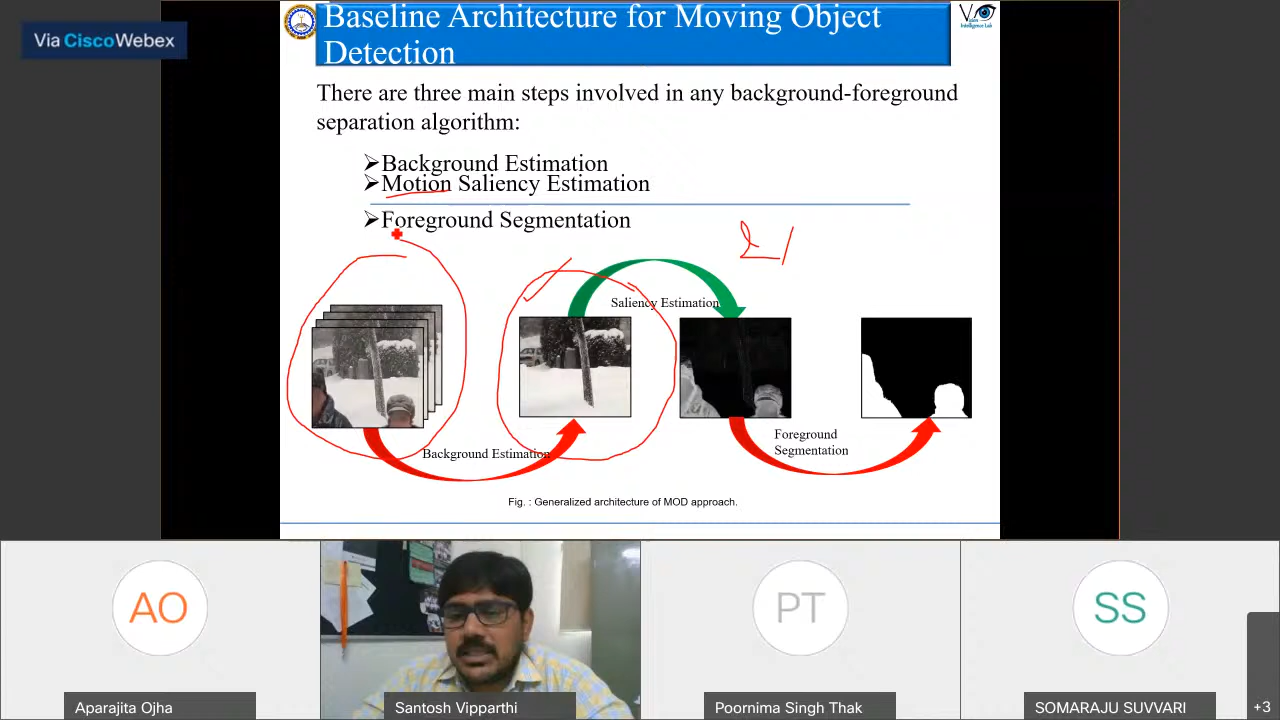 Via CiscoWebex
Baseline Architecture for Moving Object
Detection
There are three main steps involved in any background-foreground
separation algorithm:
➢Background Estimation
➢Motion Saliency Estimation
➢Foreground Segmentation
Saliency Estimation
Background Estimation
Foreground
Segmentation
Fig. : Generalized architecture of MOD approach.
AO
PT
SS
Aparajita Ojha
Santosh Vipparthi
Poornima Singh Thak
SOMARAJU SUVVARI
+3